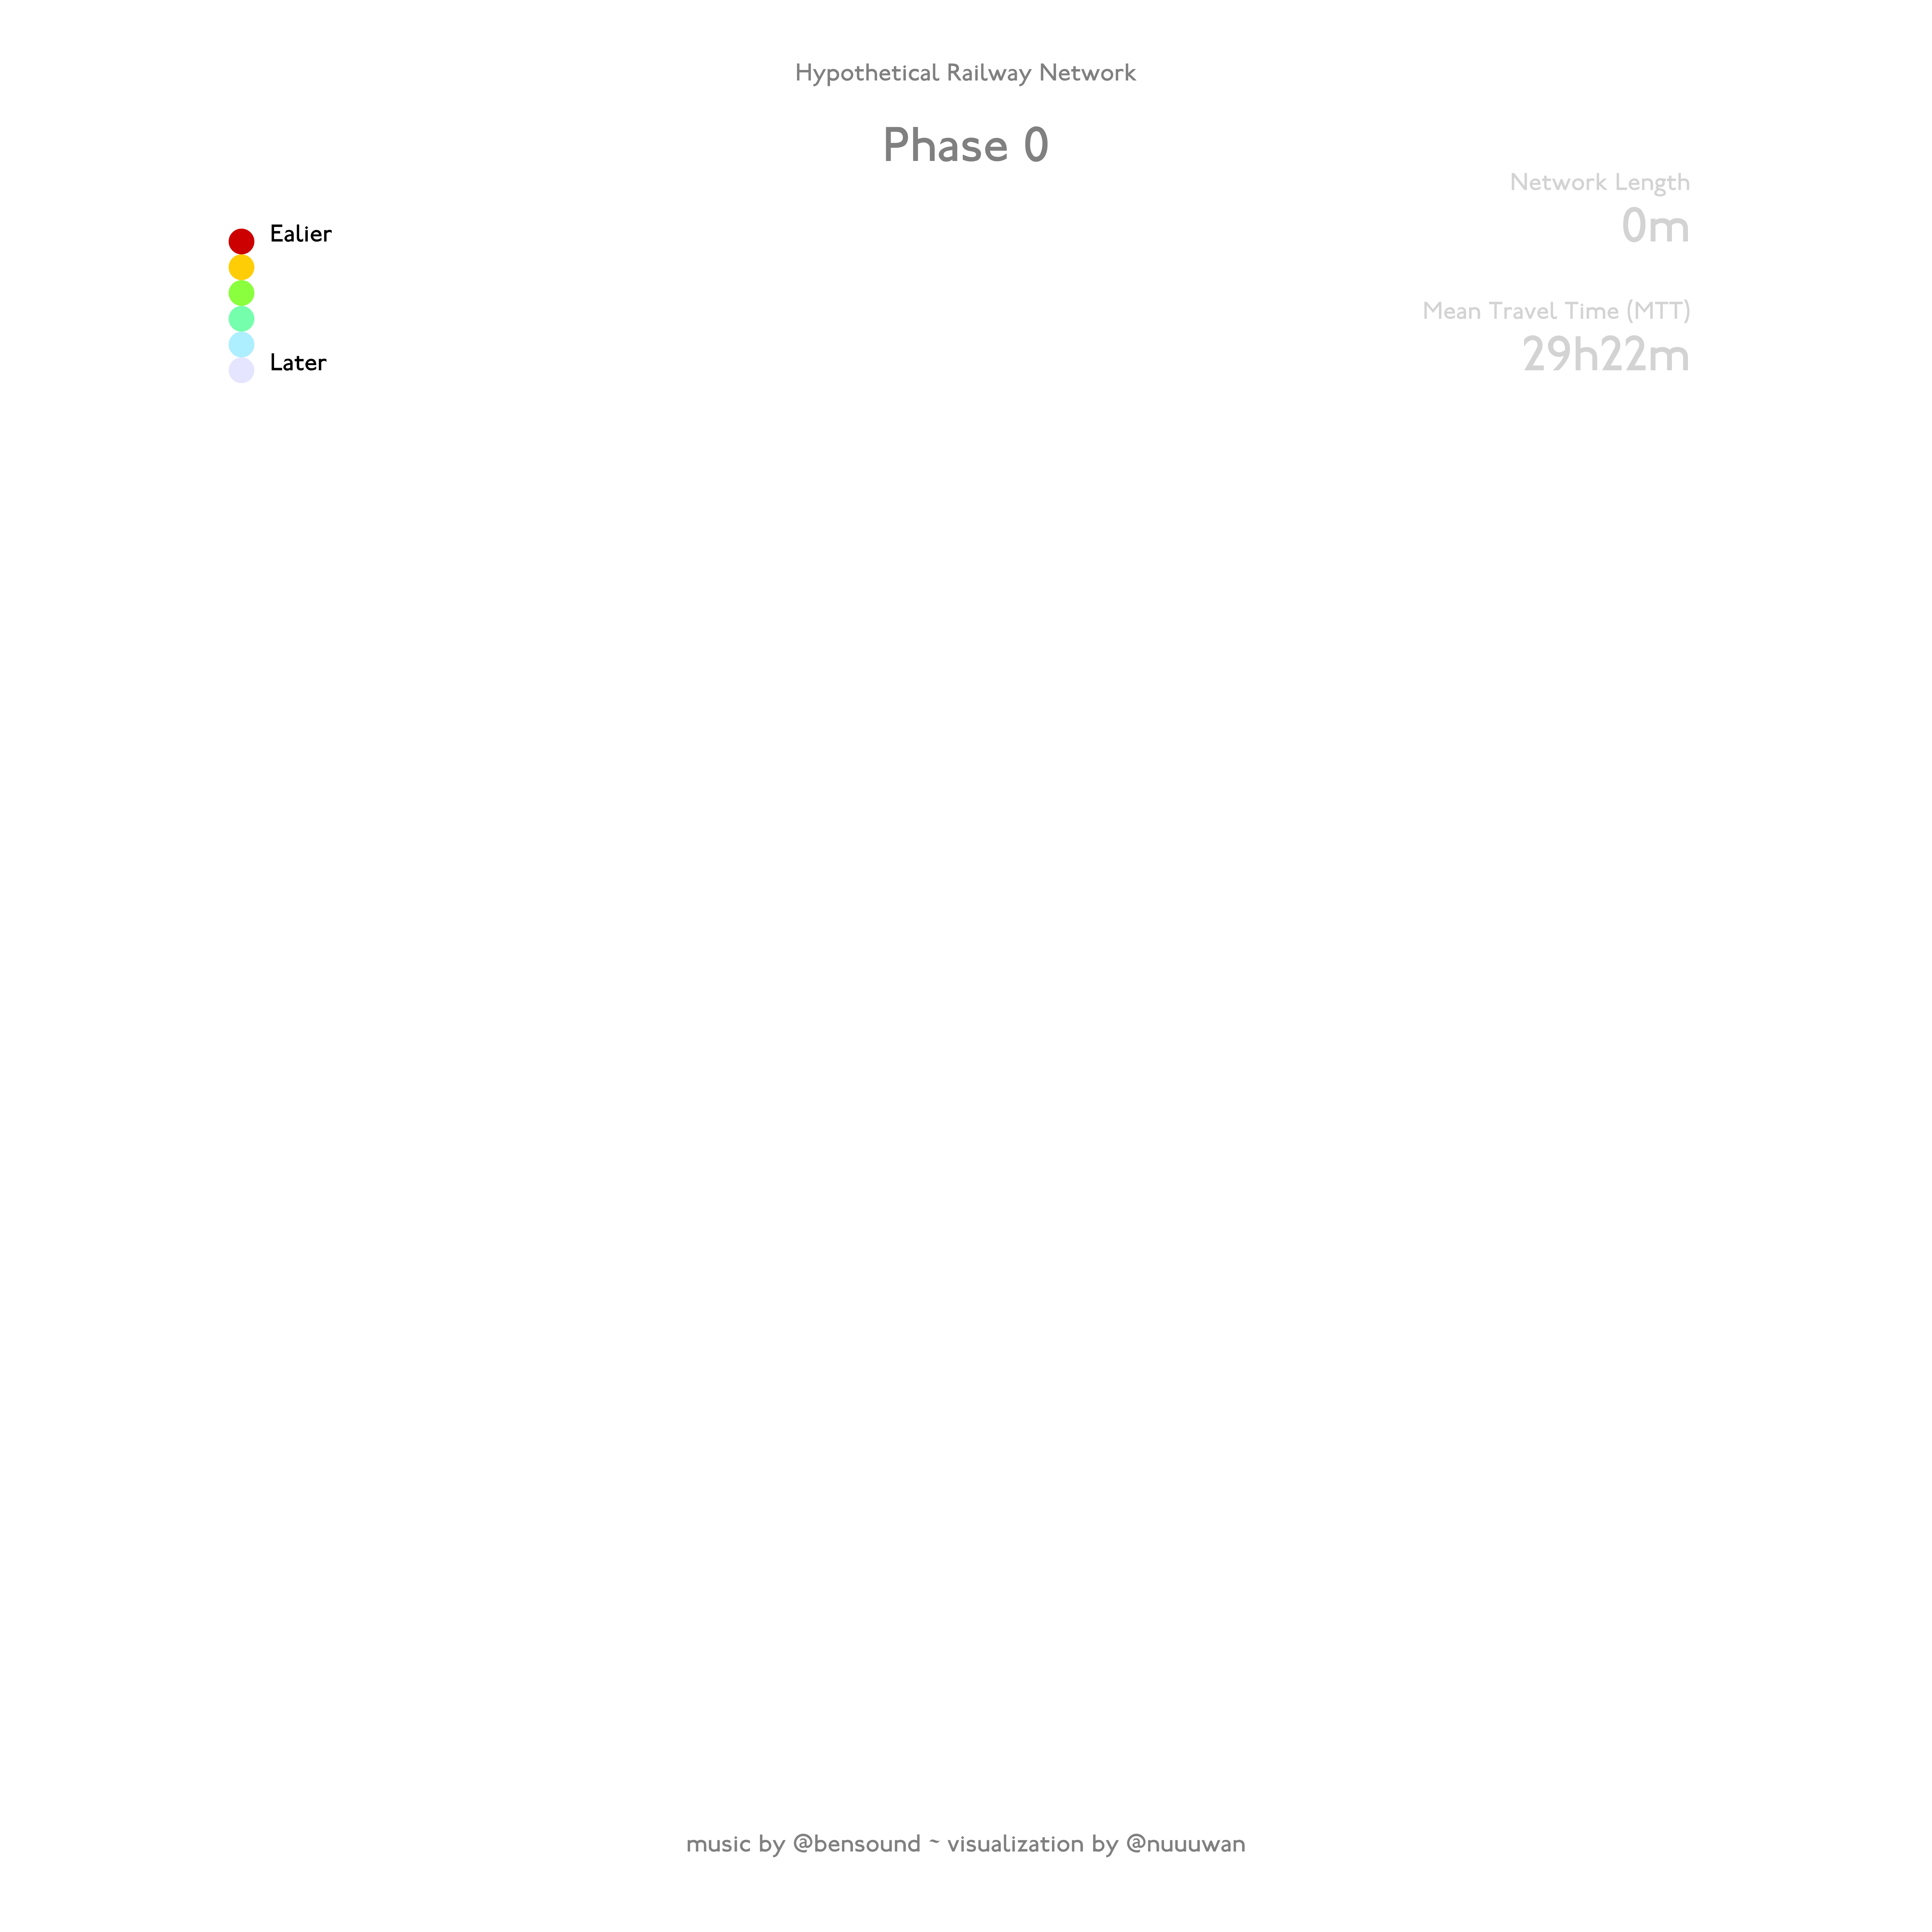 Hypothetical Railway Network
Phase 0
Network Length
0m
Ealier
Mean Travel Time (MTT)
29h22m
Later
music by @bensound ~ visualization by @nuuuwan